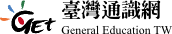 GET 臺灣通識網
General Education TW